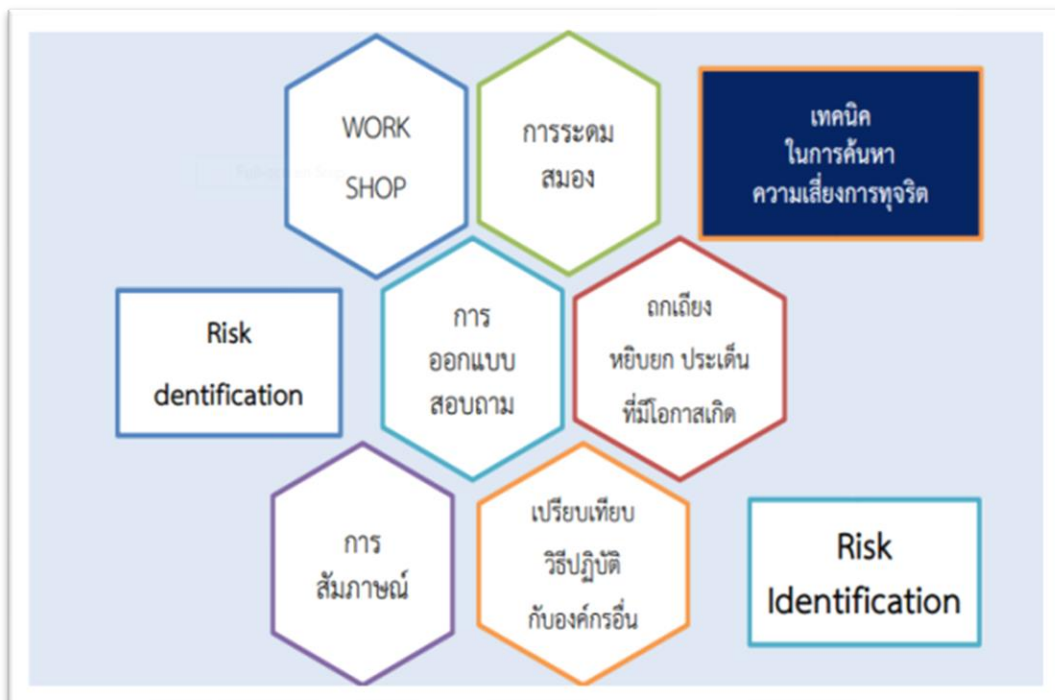 WORK
SHOP
การระดม
สมอง
เทคนิค
ในการค้นหา
ความเสี่ยงการทุจริต
Risk
dentification
การ
ออกแบบ
สอบถาม
ถกเถียง
หยิบยก ประเด็น
ที่มีโอกาสเกิด
การ
สัมภาษณ์
เปรียบเทียบ
วิธีปฏิบัติ
กับองค์กรอื่น
Risk
Identification